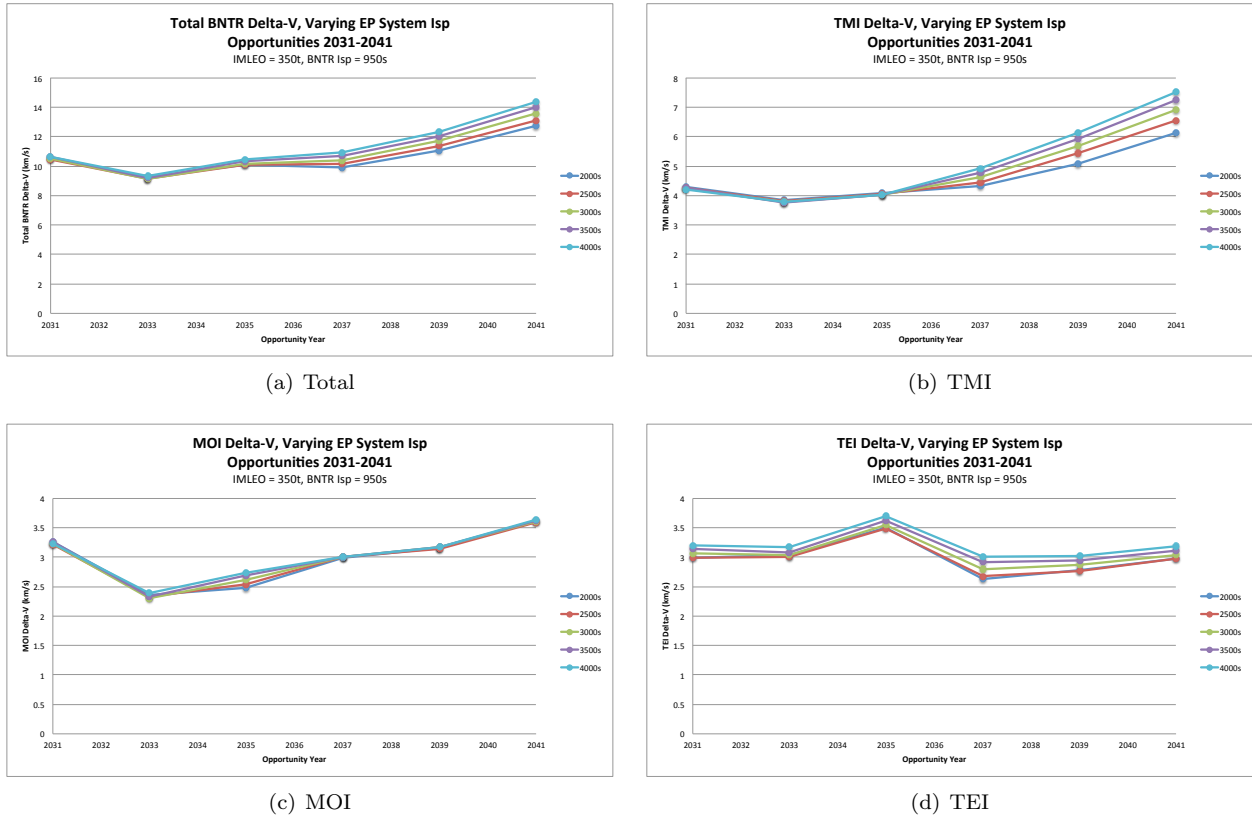 Total BNTR Delta-V, Varying EP System Isp
Opportunities 2031-2041
IMLEO = 350t, BNTR Isp = 950s
Total BNTR Delta-V (km/s)
16
14
12
10
8
6
4
2
0
2031 2032 2033 2034 2035 2036 2037 2038 2039 2040 2041
Opportunity Year
2000s
2500s
3000s
3500s
4000s
(a) Total
TMI Delta-V, Varying EP System Isp
Opportunities 2031-2041
IMLEO = 350t, BNTR Isp = 950s
TMI Delta-V (km/s)
8
7
6
5
4
3
2
1
0
2031 2032 2033 2034 2035 2036 2037 2038 2039 2040 2041
Opportunity Year
2000s
2500s
3000s
3500s
4000s
(b) TMI
MOI Delta-V, Varying EP System Isp
Opportunities 2031-2041
IMLEO = 350t, BNTR Isp = 950s
MOI Delta-V (km/s)
4
3.5
3
2.5
2
1.5
1
0.5
0
2031 2032 2033 2034 2035 2036 2037 2038 2039 2040 2041
Opportunity Year
2000s
2500s
3000s
3500s
4000s
(c) MOI
TEI Delta-V, Varying EP System Isp
Opportunities 2031-2041
IMLEO = 350t, BNTR Isp = 950s
TEI Delta-V (km/s)
4
3.5
3
2.5
2
1.5
1
0.5
0
2031 2032 2033 2034 2035 2036 2037 2038 2039 2040 2041
Opportunity Year
2000s
2500s
3000s
3500s
4000s
(d) TEI